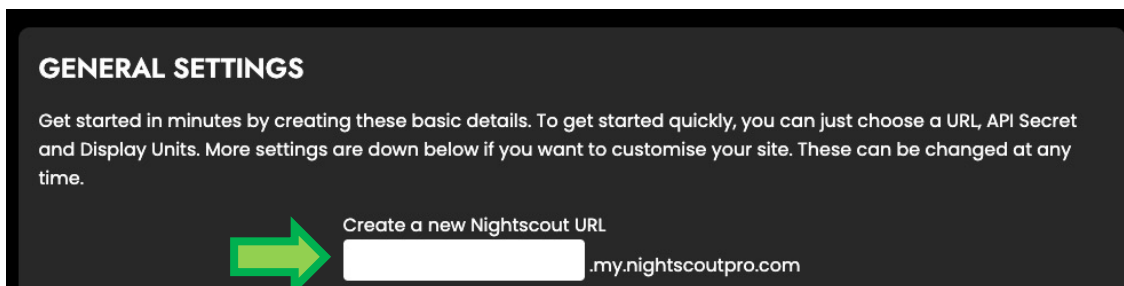 GENERAL SETTINGS
Get started in minutes by creating these basic details. To get started quickly, you can just choose a URL, API Secret
and Display Units. More settings are down below if you want to customise your site. These can be changed at any
time.
Create a new Nightscout URL
.my.nightscoutpro.com